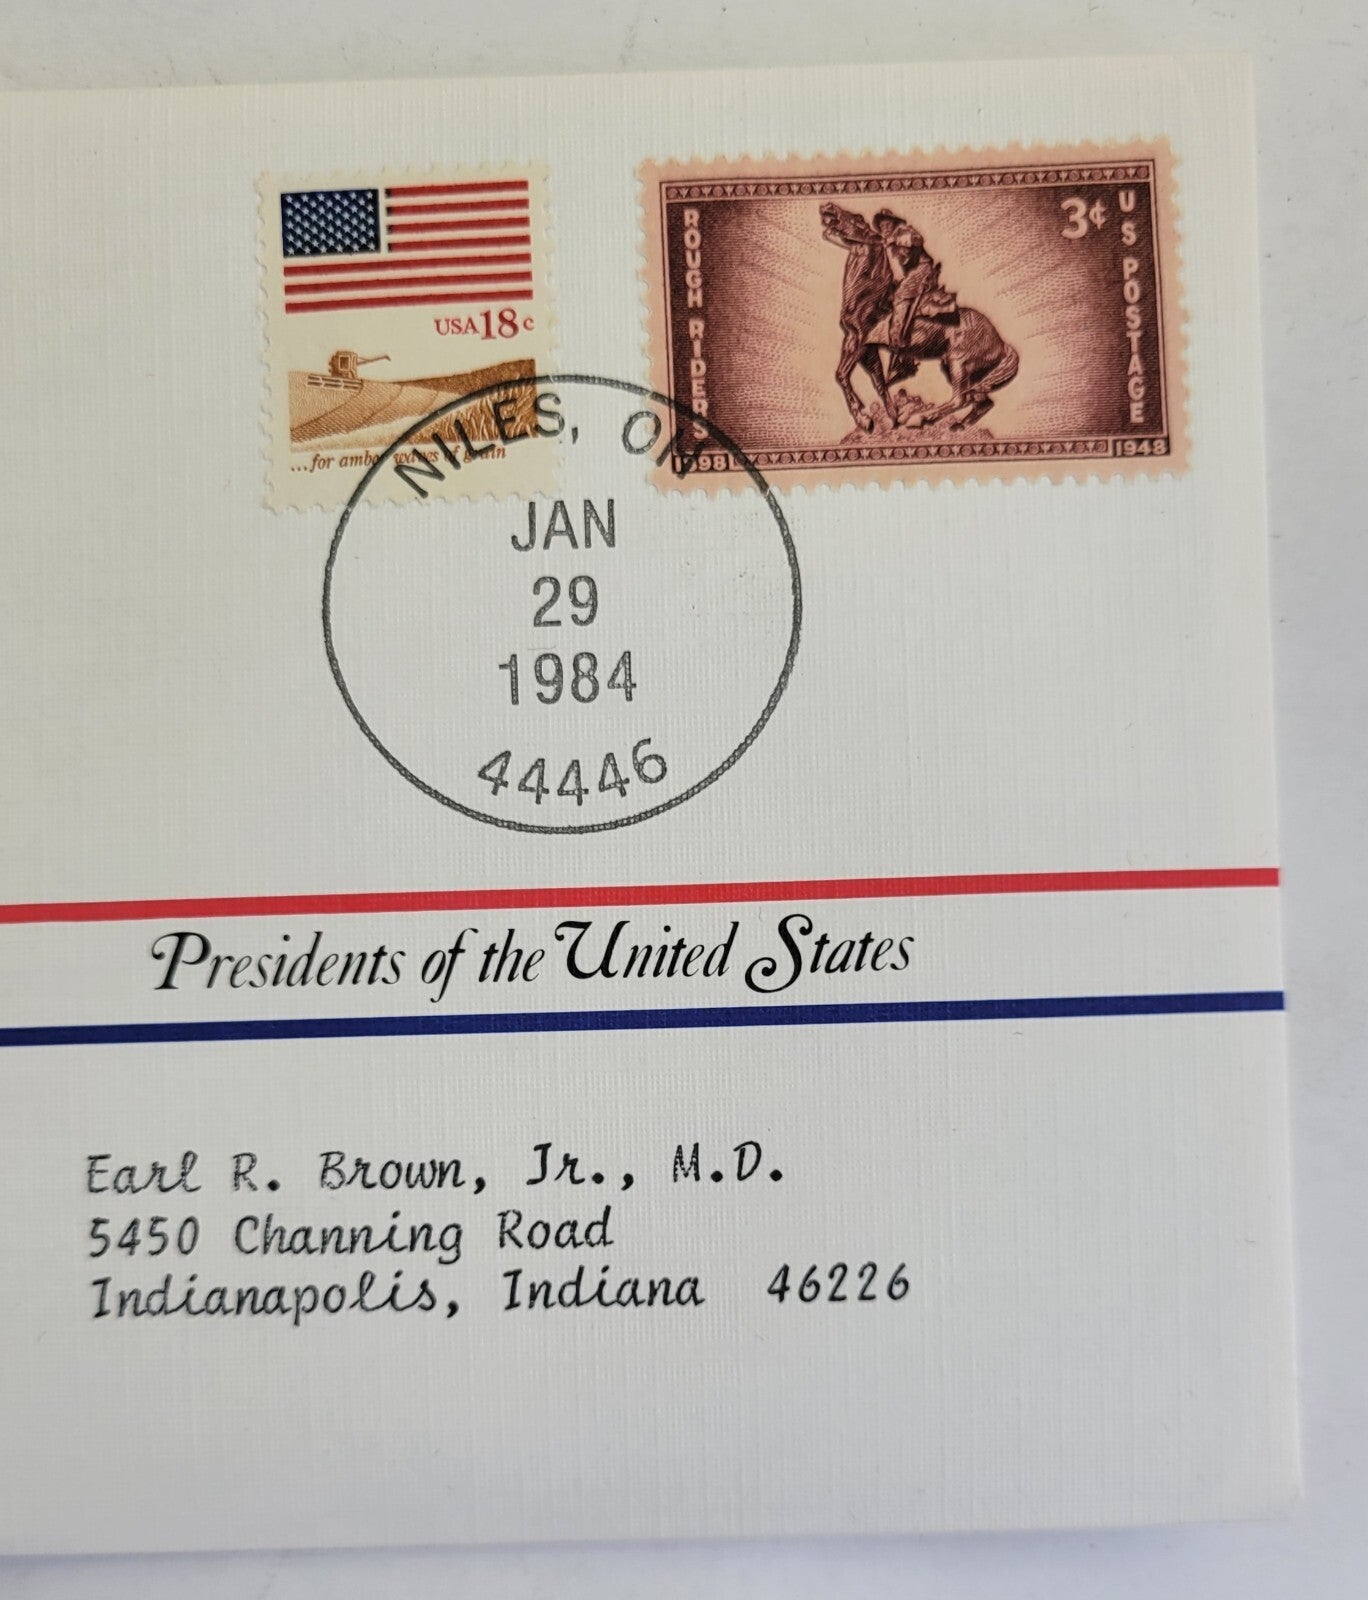 USA 18c
...for amber waves of grain
ROUGH RIDERS
3¢
US POSTAGE
1898
1948
NILES, OH
JAN
29
1984
44446
Presidents of the United States
Earl R. Brown, Jr., M.D.
5450 Channing Road
Indianapolis, Indiana 46226